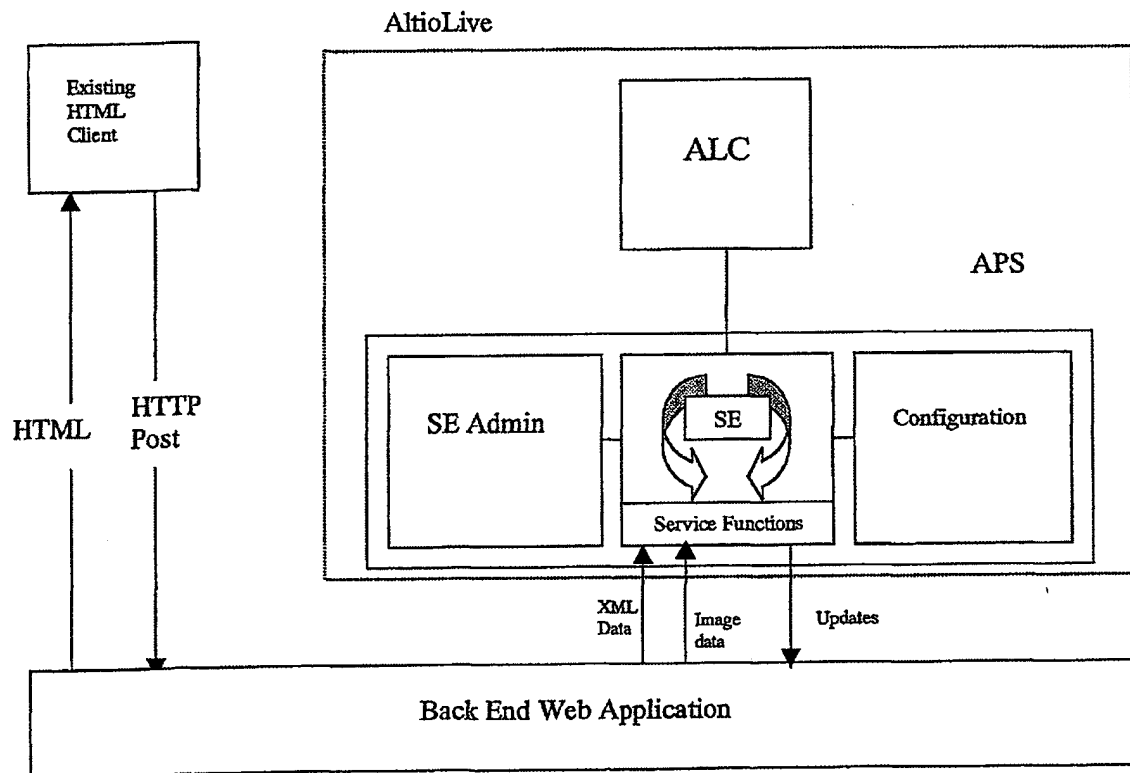 AltioLive
Existing
HTML
Client
ALC
APS
HTML
HTTP
Post
SE Admin
SE
Configuration
Service Functions
XML
Data
Image
data
Updates
Back End Web Application